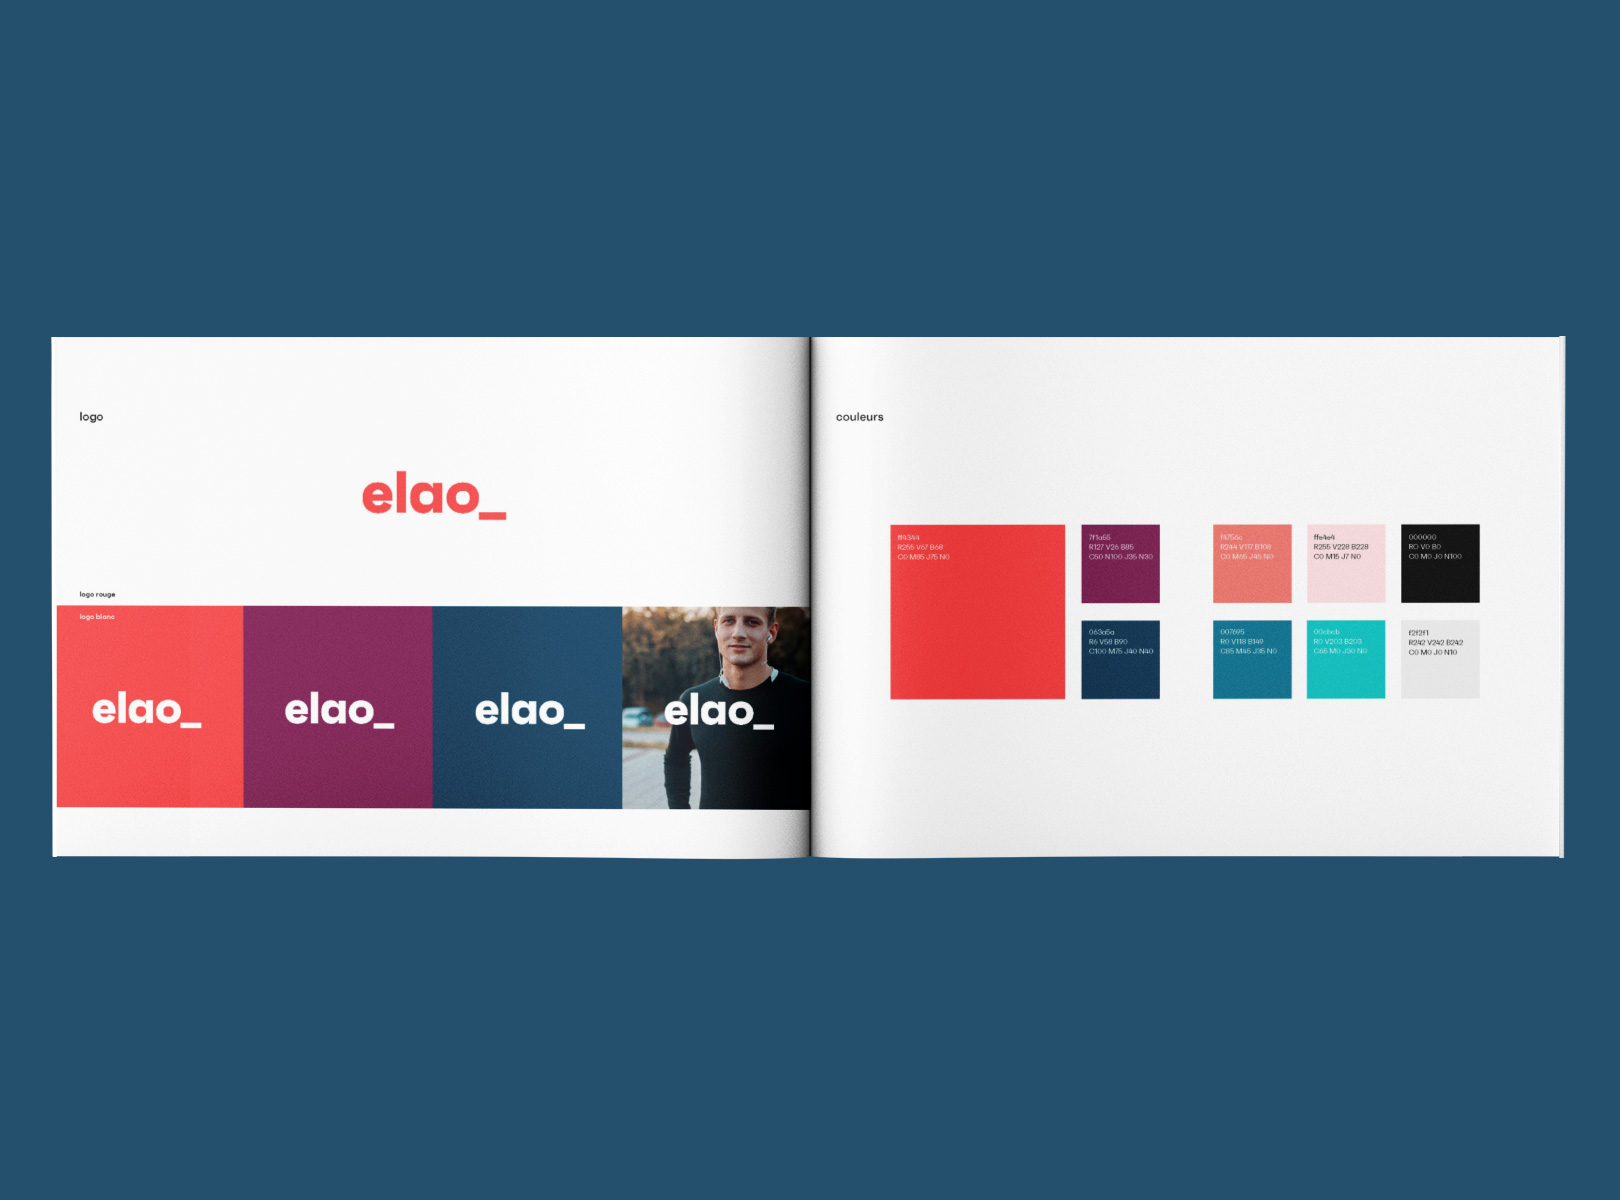 logo
elao_
logo rouge
logo blanc
elao_
elao_
elao_
elao_
couleurs
ff4344
R255 V67 B68
C0 M85 J75 N0
7f1a55
R127 V26 B85
C50 N100 J35 N30
f4756c
R244 V117 B108
C0 M65 J45 N0
ffe4e4
R255 V228 B228
C0 M15 J7 N0
000000
R0 V0 B0
C0 M0 J0 N100
063a5a
R6 V58 B90
C100 M75 J40 N40
007695
R0 V118 B149
C85 M45 J35 N0
00cbcb
R0 V203 B203
C65 M0 J30 N0
f2f2f1
R242 V242 B242
C0 M0 J0 N10